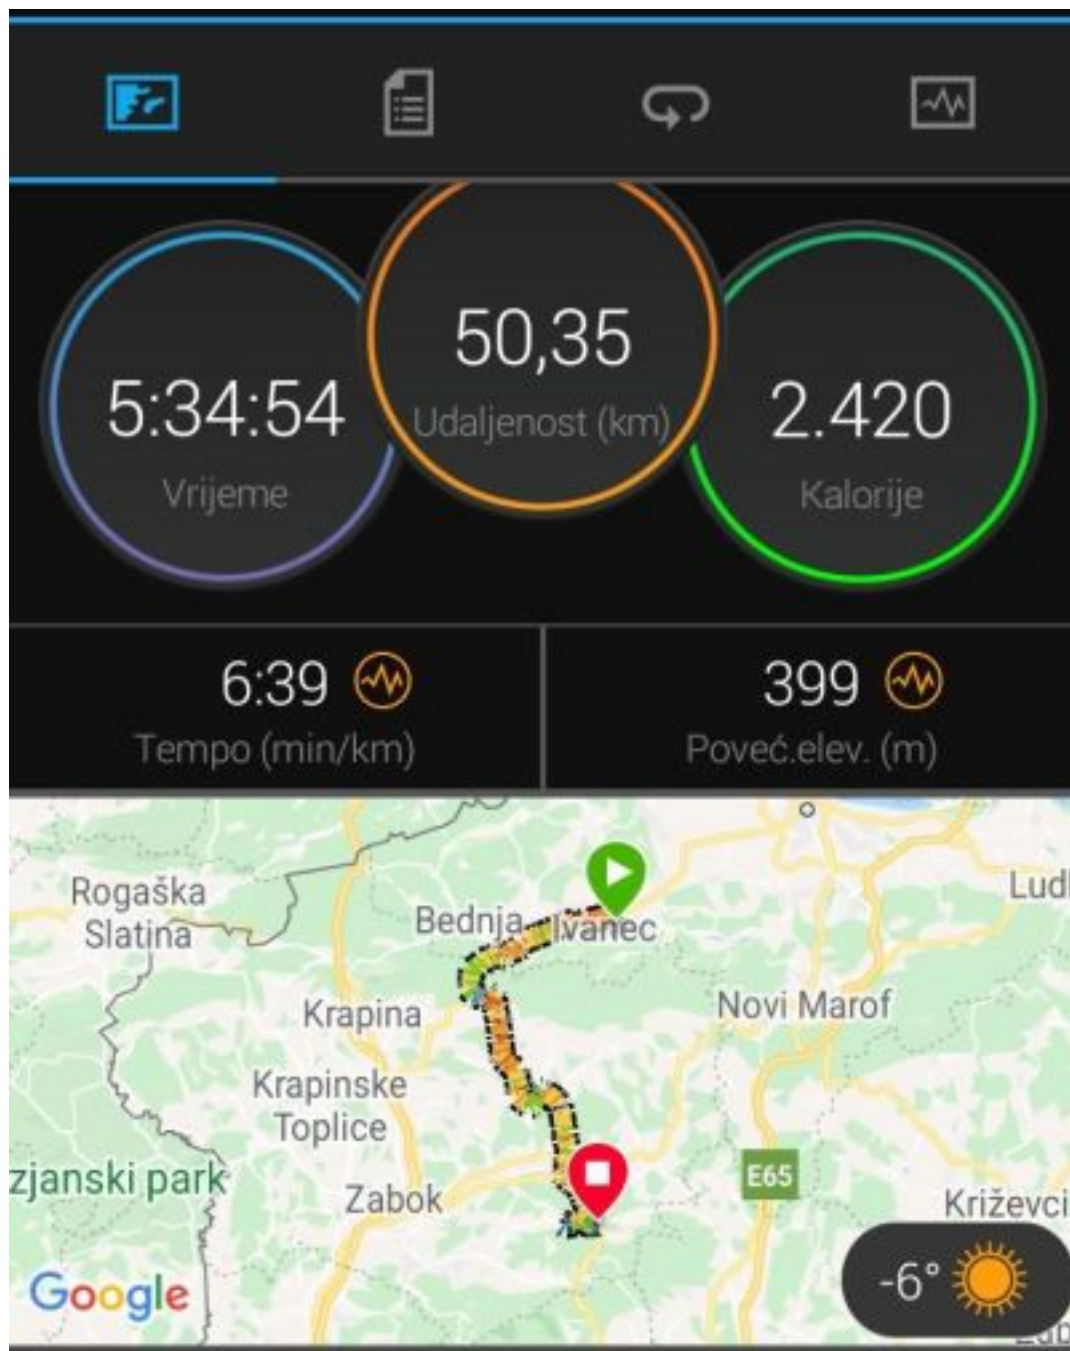 50,35
Udaljenost (km)
5:34:54
Vrijeme
2.420
Kalorije
6:39
Tempo (min/km)
399
Poveć.elev. (m)
Rogaška
Slatina
Bednja
Ivanec
Ludl
Krapina
Novi Marof
Krapinske
Toplice
zjanski park
Zabok
E65
Križevci
Google
-6°